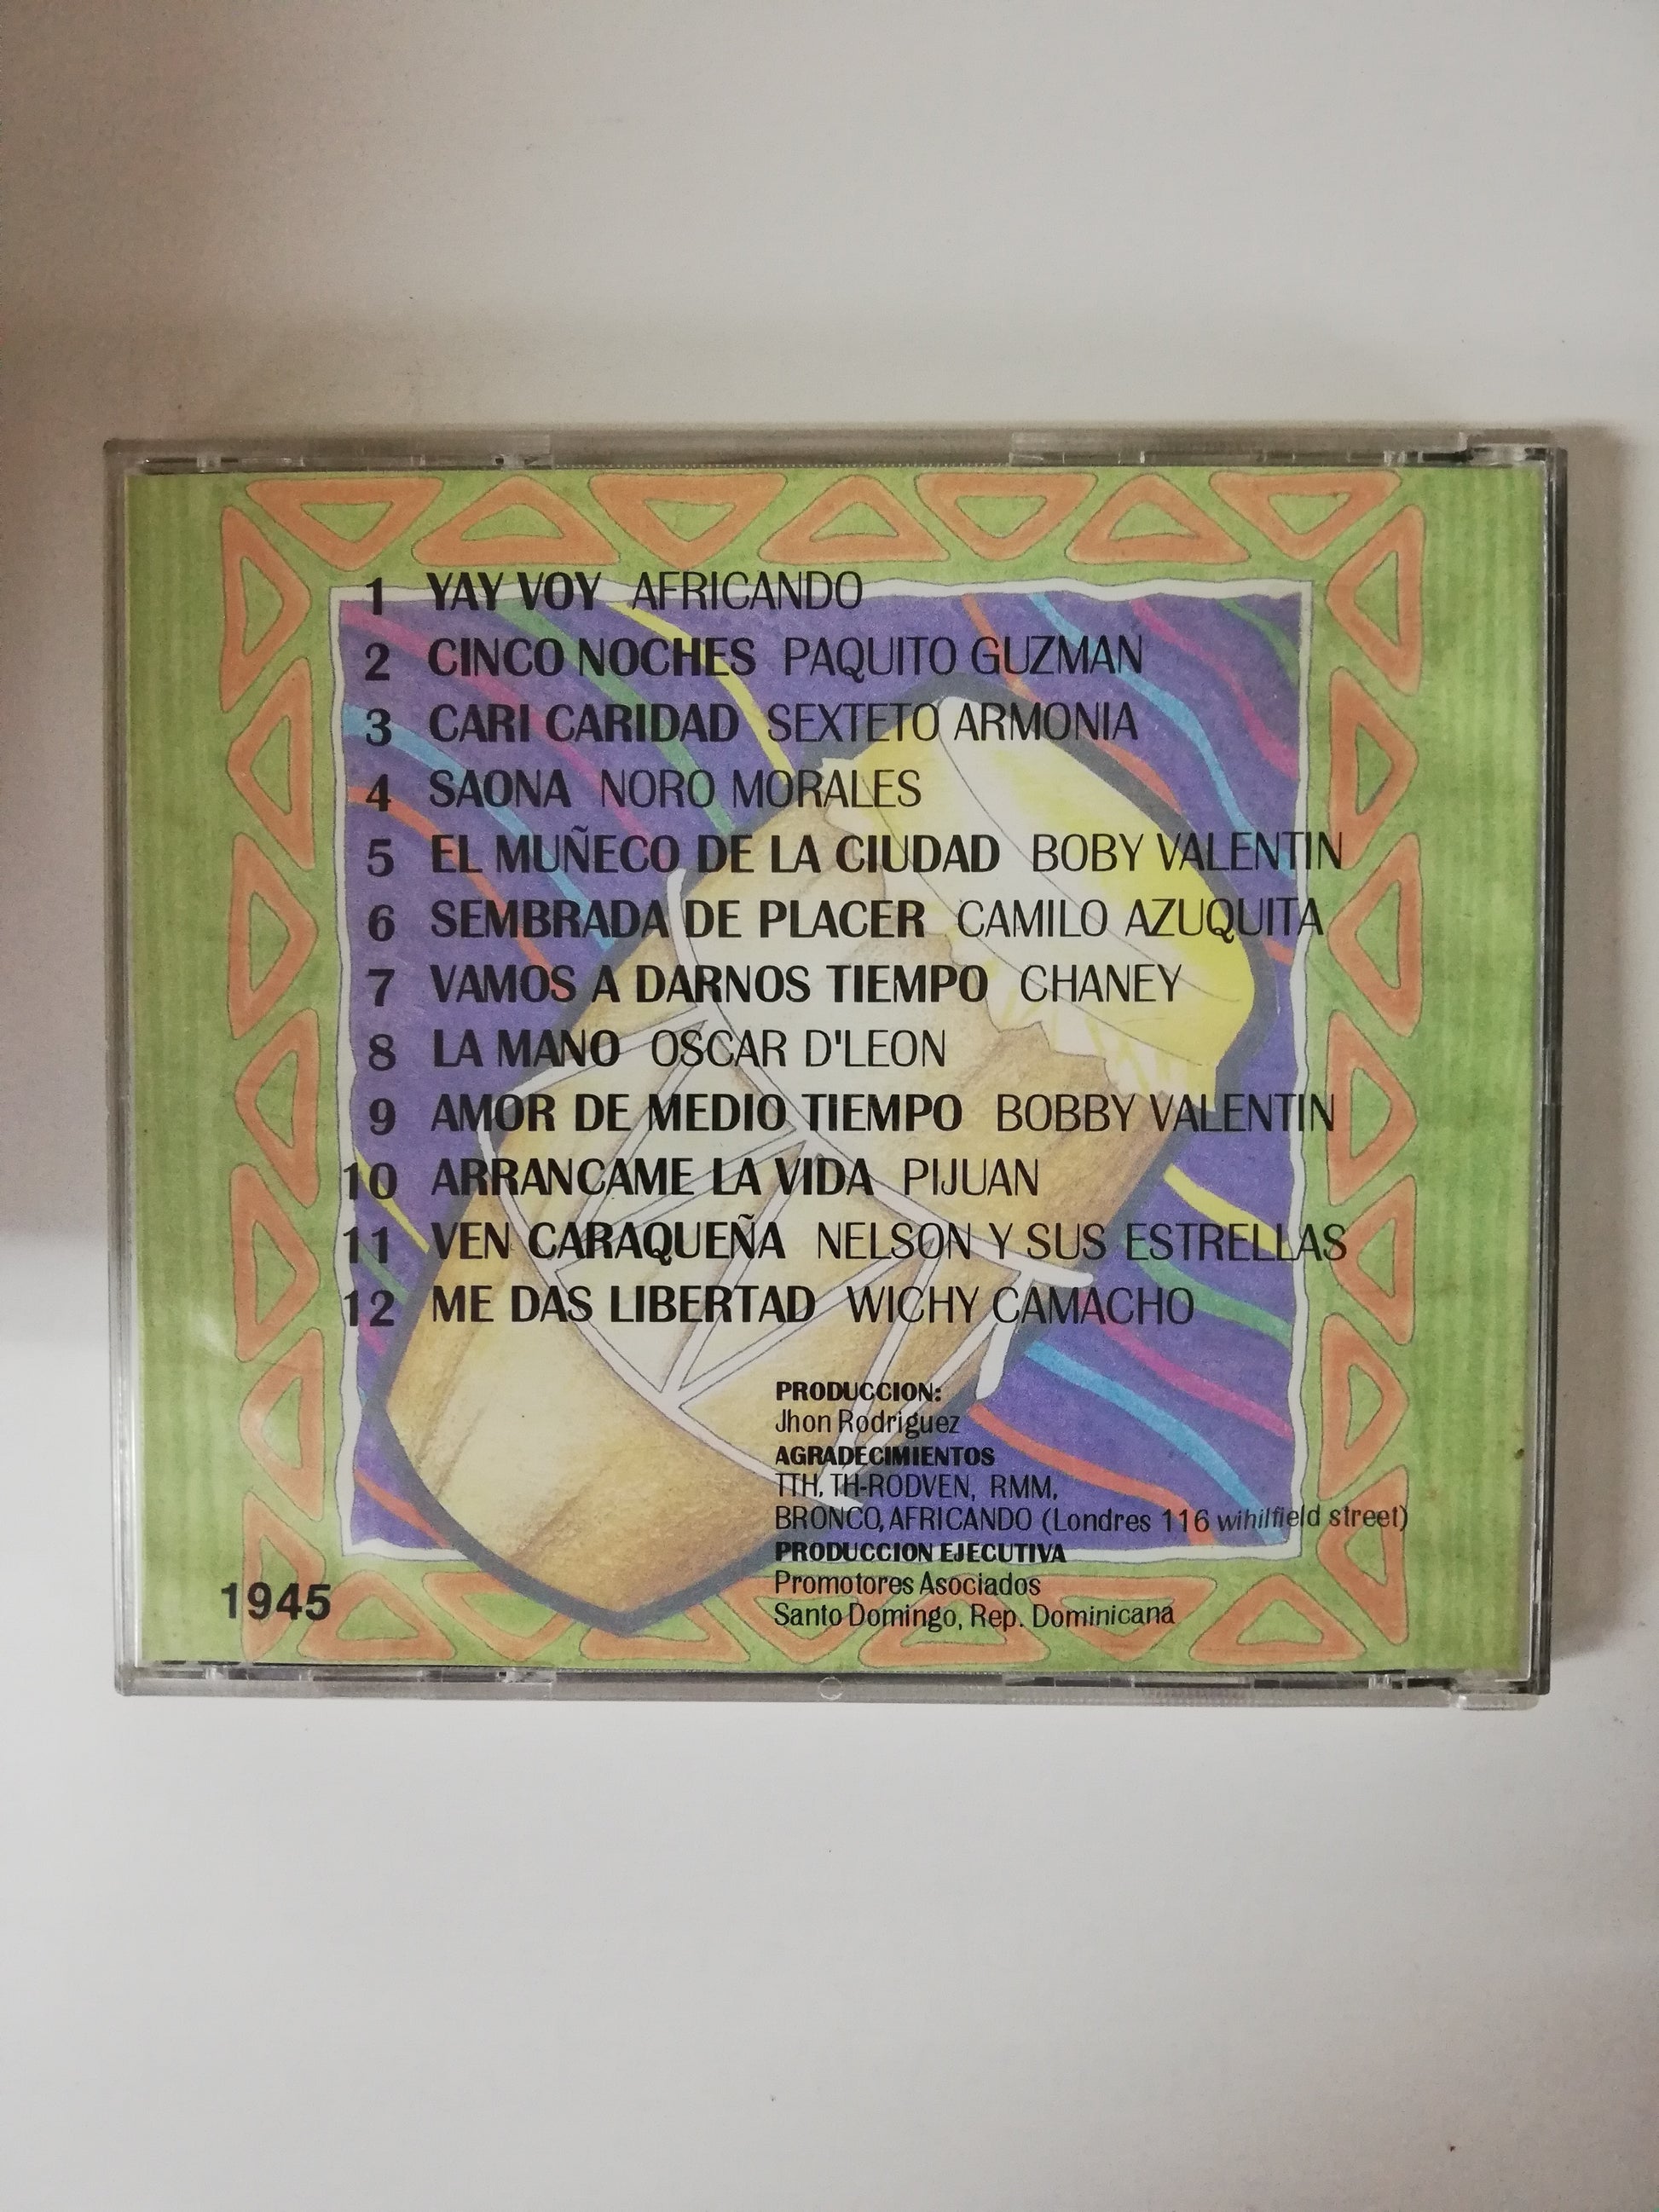 1 YAY VOY AFRICANDO
2 CINCO NOCHES PAQUITO GUZMAN
3 CARI CARIDAD SEXTETO ARMONIA
4 SAONA NORO MORALES
5 EL MUÑECO DE LA CIUDAD BOBY VALENTIN
6 SEMBRADA DE PLACER CAMILO AZUQUITA
7 VAMOS A DARNOS TIEMPO CHANEY
8 LA MANO OSCAR D'LEON
9 AMOR DE MEDIO TIEMPO BOBBY VALENTIN
10 ARRANCAME LA VIDA PIJUAN
11 VEN CARAQUEÑA NELSON Y SUS ESTRELLAS
12 ME DAS LIBERTAD WICHY CAMACHO
PRODUCCION:
Jhon Rodriguez
AGRADECIMIENTOS
TTH, TH-RODVEN, RMM,
BRONCO, AFRICANDO (Londres 116 wihilfield street)
PRODUCCION EJECUTIVA
Promotores Asociados
Santo Domingo, Rep. Dominicana
1945